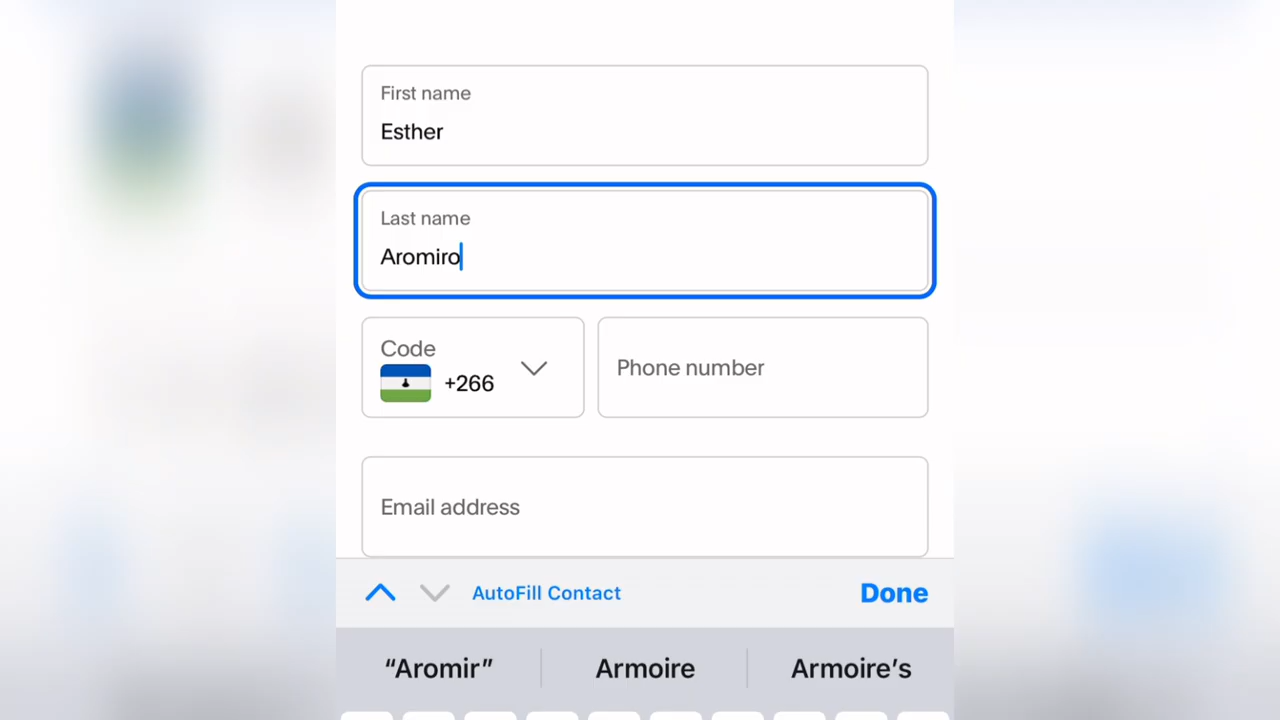 First name
Esther
Last name
Aromiro
Code
+266
Phone number
Email address
AutoFill Contact
Done
“Aromir” Armoire Armoire’s